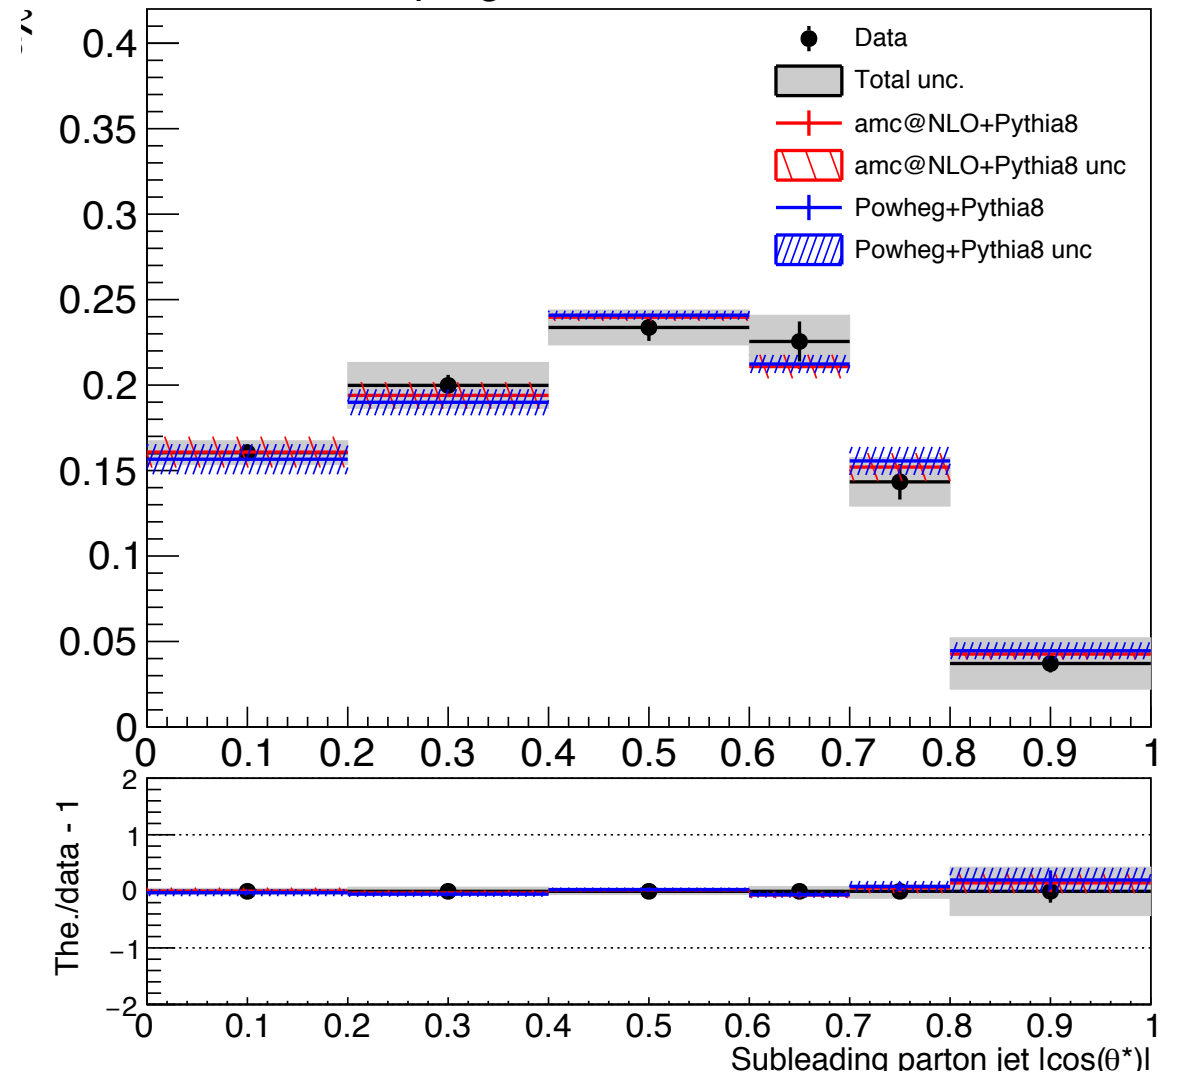 0.4
0.35
0.3
0.25
0.2
0.15
0.1
0.05
0
Data
Total unc.
amc@NLO+Pythia8
amc@NLO+Pythia8 unc
Powheg+Pythia8
Powheg+Pythia8 unc
0 0.1 0.2 0.3 0.4 0.5 0.6 0.7 0.8 0.9 1
The./data - 1
2
1
0
−1
−2
0 0.1 0.2 0.3 0.4 0.5 0.6 0.7 0.8 0.9 1
Subleading parton jet |cos(θ*)|